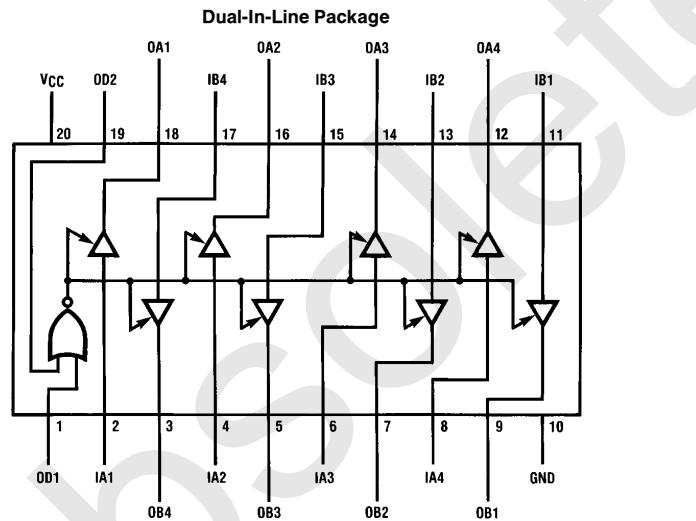 Dual-In-Line Package
OA1 OA2 OA3 OA4
VCC OD2 IB4 IB3 IB2 IB1
20 19 18 17 16 15 14 13 12 11
1 2 3 4 5 6 7 8 9 10
OD1 IA1 IA2 IA3 IA4 GND
OB4 OB3 OB2 OB1
bsolete